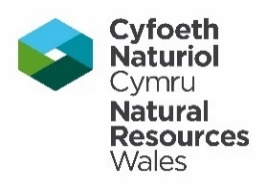 Cyfoeth
Naturiol
Cymru
Natural
Resources
Wales